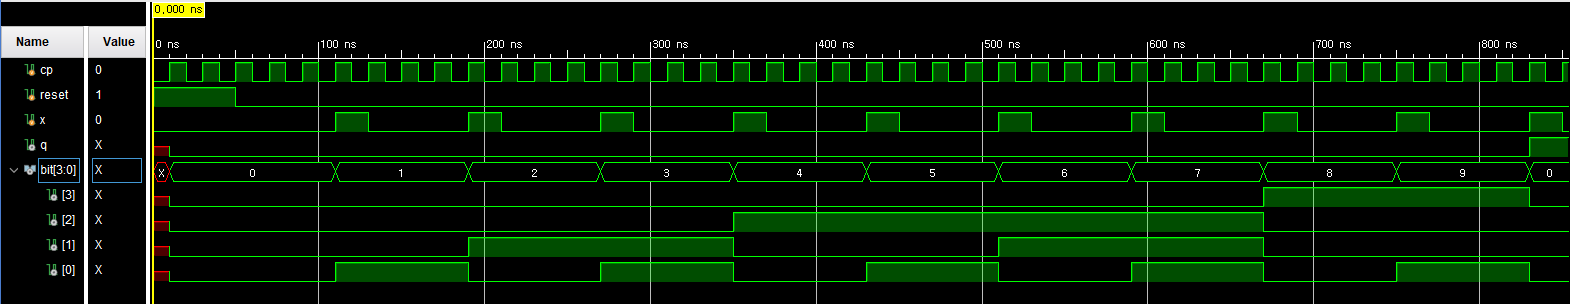 0,000 ns
Name Value
0 ns 100 ns 200 ns 300 ns 400 ns 500 ns 600 ns 700 ns 800 ns
cp 0
reset 1
x 0
q X
bit[3:0] X X 0 1 2 3 4 5 6 7 8 9 0
[3] X
[2] X
[1] X
[0] X